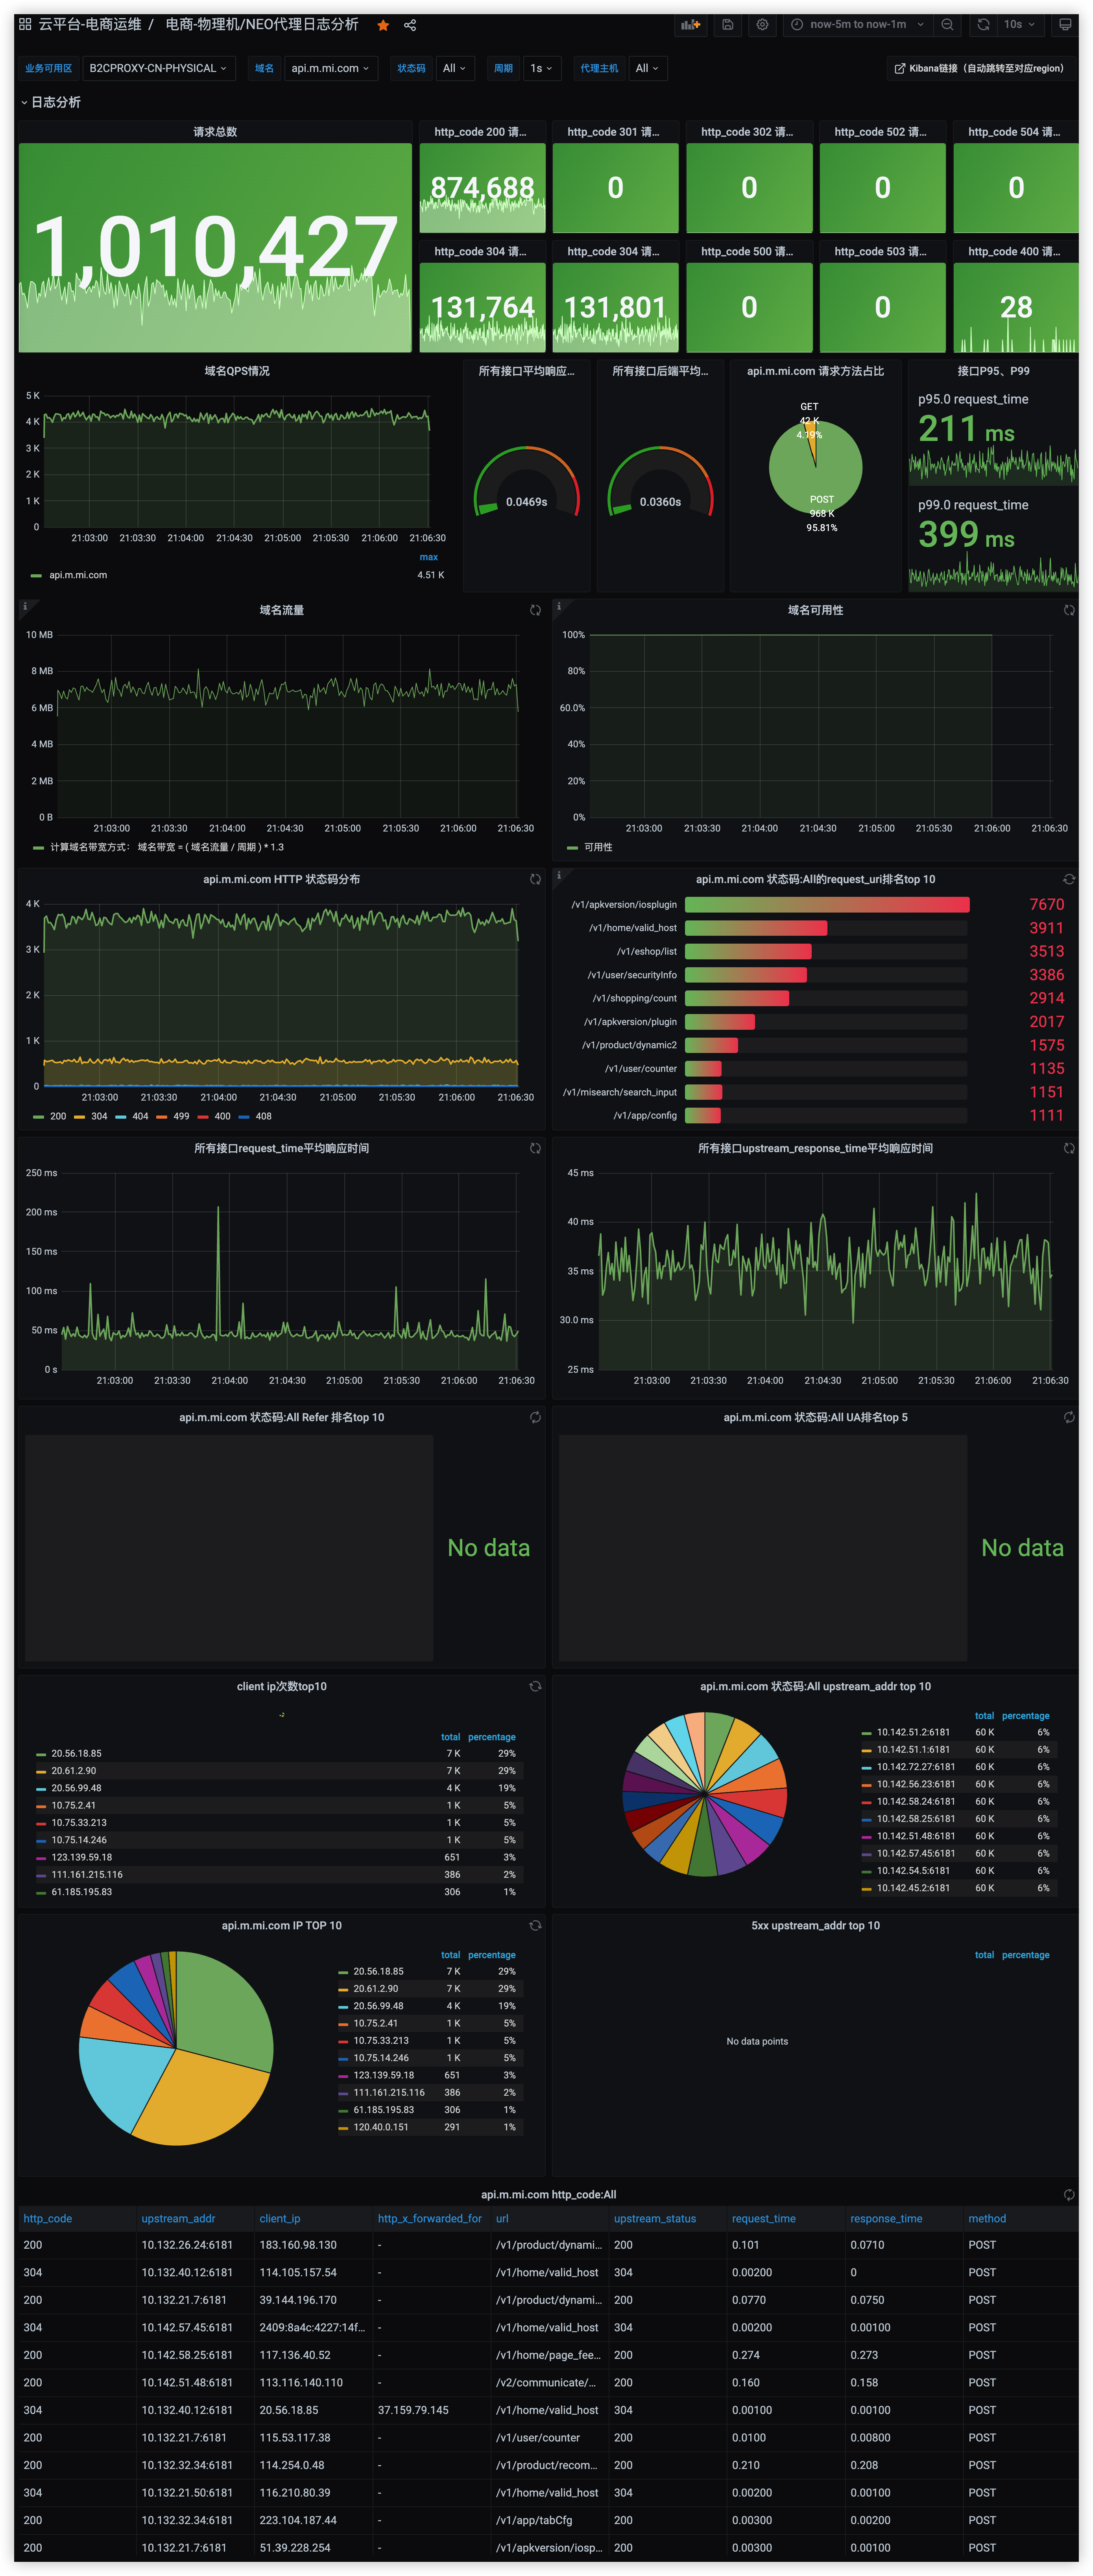 云平台-电商运维 / 电商-物理机/NEO代理日志分析 now-5m to now-1m 10s
业务可用区 B2CPROXY-CN-PHYSICAL 域名 api.m.mi.com 状态码 All 周期 1s 代理主机 All Kibana链接（自动跳转至对应region）
日志分析
请求总数
1,010,427
http_code 200 请... http_code 301 请... http_code 302 请... http_code 502 请... http_code 504 请...
874,688 0 0 0 0
http_code 304 请... http_code 304 请... http_code 500 请... http_code 503 请... http_code 400 请...
131,764 131,801 0 0 28
域名QPS情况
5 K
4 K
3 K
2 K
1 K
0
21:03:00 21:03:30 21:04:00 21:04:30 21:05:00 21:05:30 21:06:00 21:06:30
max
api.m.mi.com 4.51 K
所有接口平均响应...
0.0469s
所有接口后端平均...
0.0360s
api.m.mi.com 请求方法占比
GET
42 K
4.19%
POST
968 K
95.81%
接口P95、P99
p95.0 request_time
211 ms
p99.0 request_time
399 ms
域名流量
10 MB
8 MB
6 MB
4 MB
2 MB
0 B
21:03:00 21:03:30 21:04:00 21:04:30 21:05:00 21:05:30 21:06:00 21:06:30
计算域名带宽方式： 域名带宽 = ( 域名流量 / 周期 ) * 1.3
域名可用性
100%
80%
60.0%
40%
20%
0%
21:03:00 21:03:30 21:04:00 21:04:30 21:05:00 21:05:30 21:06:00 21:06:30
可用性
api.m.mi.com HTTP 状态码分布
4 K
3 K
2 K
1 K
0
21:03:00 21:03:30 21:04:00 21:04:30 21:05:00 21:05:30 21:06:00 21:06:30
200 304 404 499 400 408
api.m.mi.com 状态码:All的request_uri排名top 10
/v1/apkversion/iosplugin 7670
/v1/home/valid_host 3911
/v1/eshop/list 3513
/v1/user/securityInfo 3386
/v1/shopping/count 2914
/v1/apkversion/plugin 2017
/v1/product/dynamic2 1575
/v1/user/counter 1135
/v1/misearch/search_input 1151
/v1/app/config 1111
所有接口request_time平均响应时间
250 ms
200 ms
150 ms
100 ms
50 ms
0 s
21:03:00 21:03:30 21:04:00 21:04:30 21:05:00 21:05:30 21:06:00 21:06:30
所有接口upstream_response_time平均响应时间
45 ms
40 ms
35 ms
30.0 ms
25 ms
21:03:00 21:03:30 21:04:00 21:04:30 21:05:00 21:05:30 21:06:00 21:06:30
api.m.mi.com 状态码:All Refer 排名top 10
No data
api.m.mi.com 状态码:All UA排名top 5
No data
client ip次数top10
total percentage
20.56.18.85 7 K 29%
20.61.2.90 7 K 29%
20.56.99.48 4 K 19%
10.75.2.41 1 K 5%
10.75.33.213 1 K 5%
10.75.14.246 1 K 5%
123.139.59.18 651 3%
111.161.215.116 386 2%
61.185.195.83 306 1%
api.m.mi.com 状态码:All upstream_addr top 10
total percentage
10.142.51.2:6181 60 K 6%
10.142.51.1:6181 60 K 6%
10.142.72.27:6181 60 K 6%
10.142.56.23:6181 60 K 6%
10.142.58.24:6181 60 K 6%
10.142.58.25:6181 60 K 6%
10.142.51.48:6181 60 K 6%
10.142.57.45:6181 60 K 6%
10.142.54.5:6181 60 K 6%
10.142.45.2:6181 60 K 6%
api.m.mi.com IP TOP 10
total percentage
20.56.18.85 7 K 29%
20.61.2.90 7 K 29%
20.56.99.48 4 K 19%
10.75.2.41 1 K 5%
10.75.33.213 1 K 5%
10.75.14.246 1 K 5%
123.139.59.18 651 3%
111.161.215.116 386 2%
61.185.195.83 306 1%
120.40.0.151 291 1%
5xx upstream_addr top 10
total percentage
No data points
api.m.mi.com http_code:All
http_code upstream_addr client_ip http_x_forwarded_for url upstream_status request_time response_time method
200 10.132.26.24:6181 183.160.98.130 - /v1/product/dynami... 200 0.101 0.0710 POST
304 10.132.40.12:6181 114.105.157.54 - /v1/home/valid_host 304 0.00200 0 POST
200 10.132.21.7:6181 39.144.196.170 - /v1/product/dynami... 200 0.0770 0.0750 POST
304 10.142.57.45:6181 2409:8a4c:4227:14f... - /v1/home/valid_host 304 0.00200 0.00100 POST
200 10.142.58.25:6181 117.136.40.52 - /v1/home/page_fee... 200 0.274 0.273 POST
200 10.142.51.48:6181 113.116.140.110 - /v2/communicate/... 200 0.160 0.158 POST
304 10.132.40.12:6181 20.56.18.85 37.159.79.145 /v1/home/valid_host 304 0.00100 0.00100 POST
200 10.132.21.7:6181 115.53.117.38 - /v1/user/counter 200 0.0100 0.00800 POST
200 10.132.32.34:6181 114.254.0.48 - /v1/product/recom... 200 0.210 0.208 POST
304 10.132.21.50:6181 116.210.80.39 - /v1/home/valid_host 304 0.00200 0.00100 POST
200 10.132.32.34:6181 223.104.187.44 - /v1/app/tabCfg 200 0.00300 0.00200 POST
200 10.132.21.7:6181 51.39.228.254 - /v1/apkversion/iosp... 200 0.00300 0.00100 POST